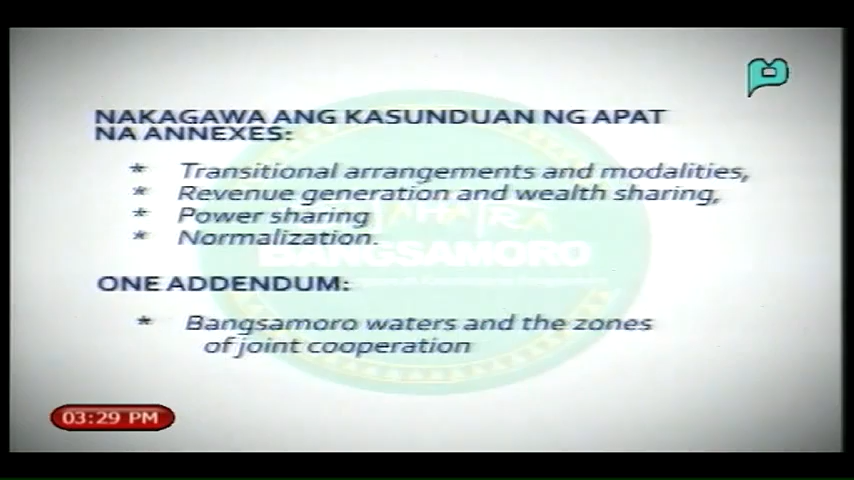 NAKAGAWA ANG KASUNDUAN NG APAT
NA ANNEXES:
* Transitional arrangements and modalities,
* Revenue generation and wealth sharing,
* Power sharing
* Normalization.
BANGSAMORO
ONE ADDENDUM:
* Bangsamoro waters and the zones
of joint cooperation
03:29 PM